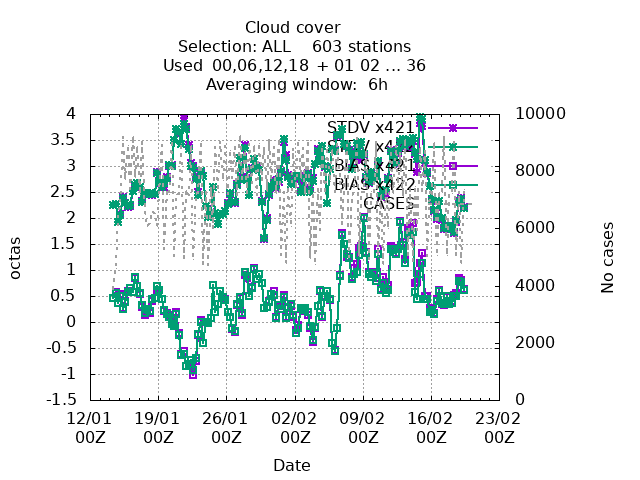 Cloud cover
Selection: ALL    603 stations
Used  00,06,12,18  + 01 02 ... 36
Averaging window:  6h
STDV x421
STDV x422
BIAS x421
BIAS x422
CASES
4
3.5
3
2.5
2
1.5
1
0.5
0
-0.5
-1
-1.5
octas
10000
8000
6000
4000
2000
0
No cases
12/01 19/01 26/01 02/02 09/02 16/02 23/02
00Z 00Z 00Z 00Z 00Z 00Z 00Z
Date